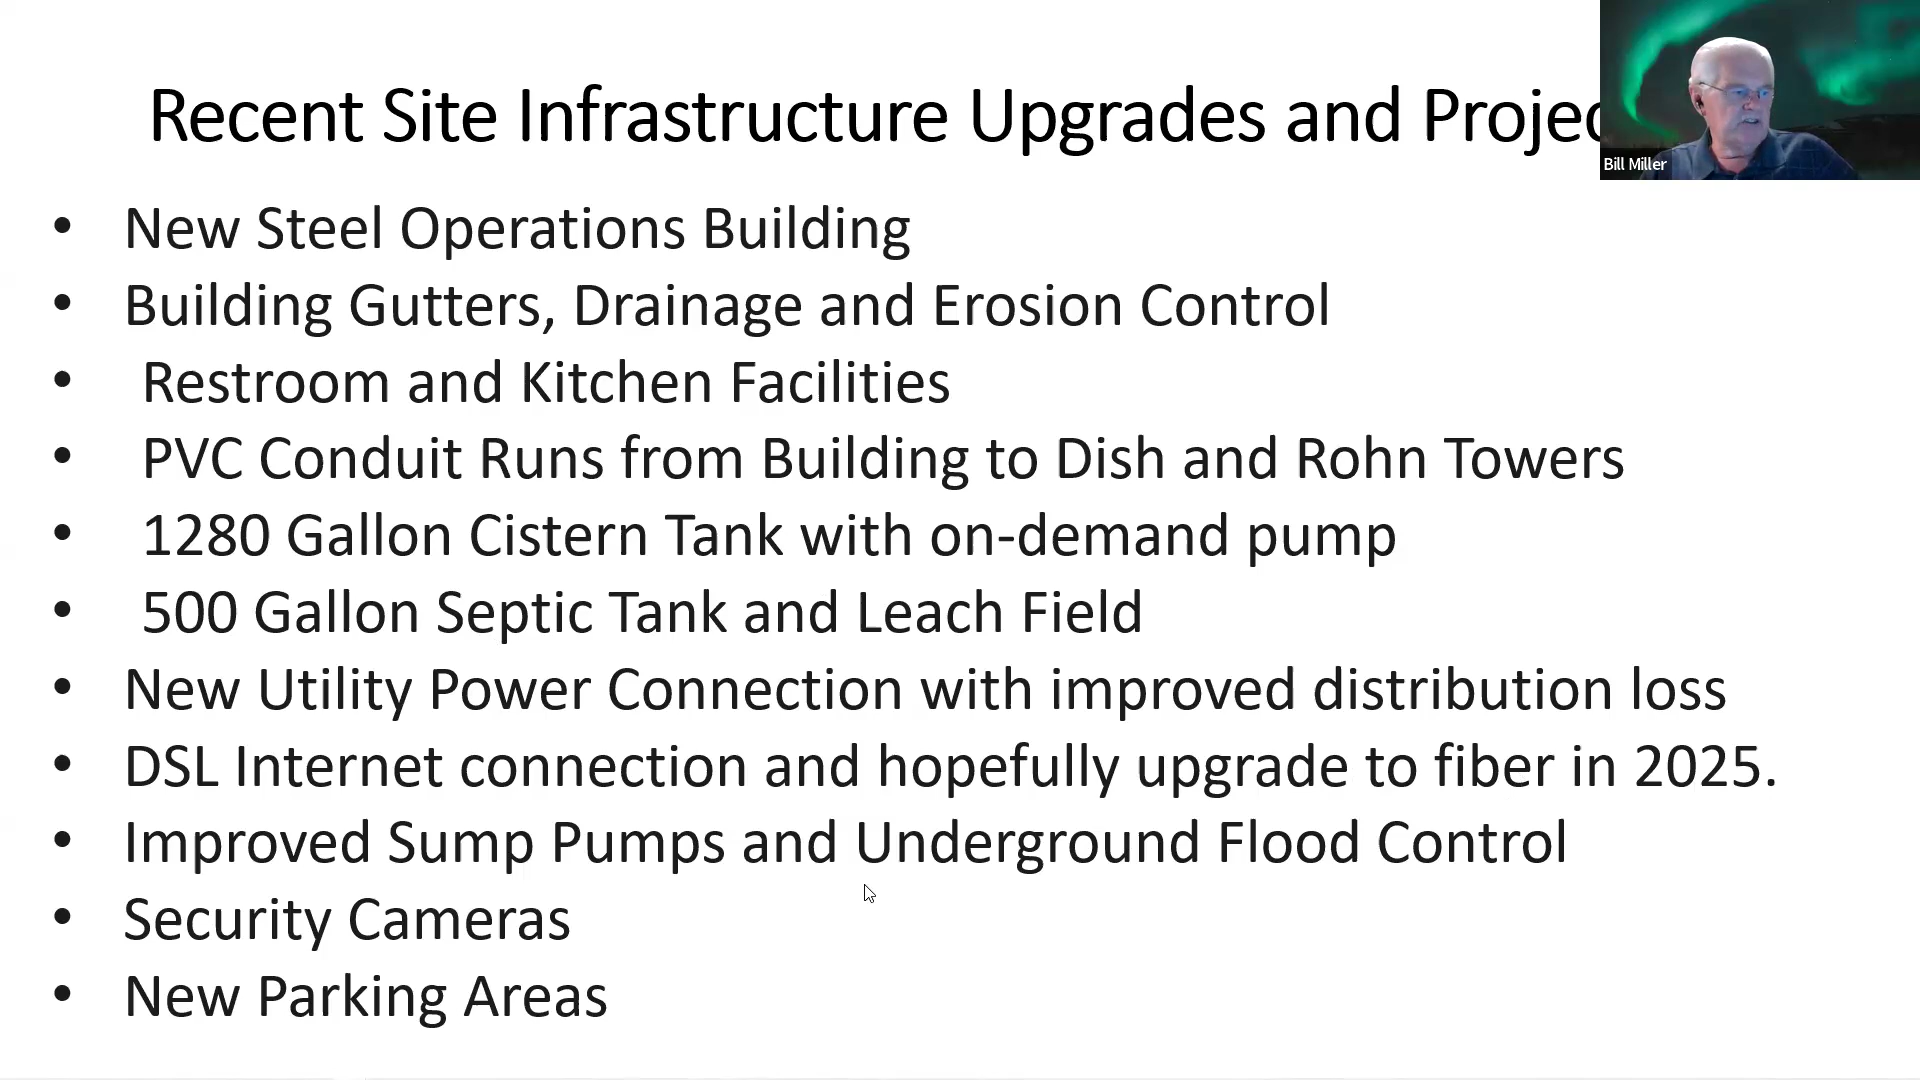 Recent Site Infrastructure Upgrades and
Bill Miller
• New Steel Operations Building
• Building Gutters, Drainage and Erosion Control
• Restroom and Kitchen Facilities
• PVC Conduit Runs from Building to Dish and Rohn Towers
• 1280 Gallon Cistern Tank with on-demand pump
• 500 Gallon Septic Tank and Leach Field
• New Utility Power Connection with improved distribution loss
• DSL Internet connection and hopefully upgrade to fiber in 2025.
• Improved Sump Pumps and Underground Flood Control
• Security Cameras
• New Parking Areas